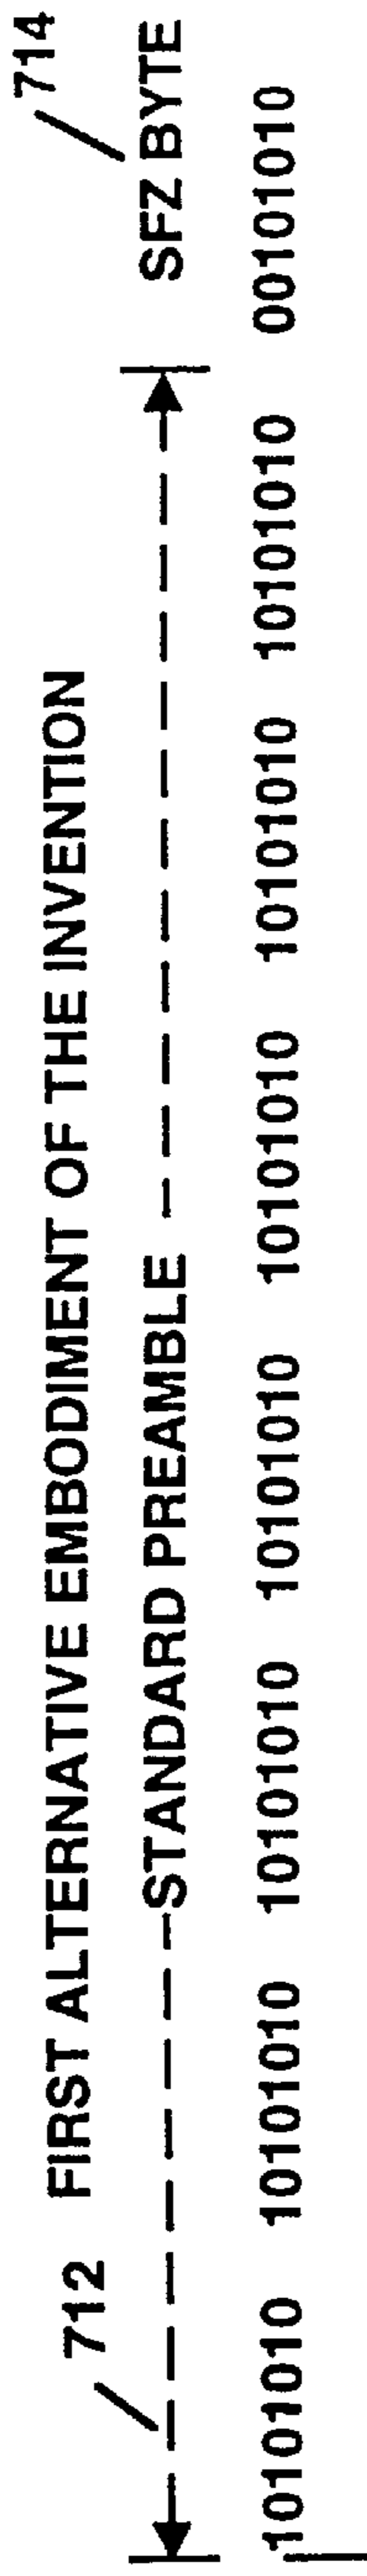 714
712 FIRST ALTERNATIVE EMBODIMENT OF THE INVENTION
STANDARD PREAMBLE SFZ BYTE
10101010 10101010 10101010 10101010 10101010 10101010 10101010 00101010